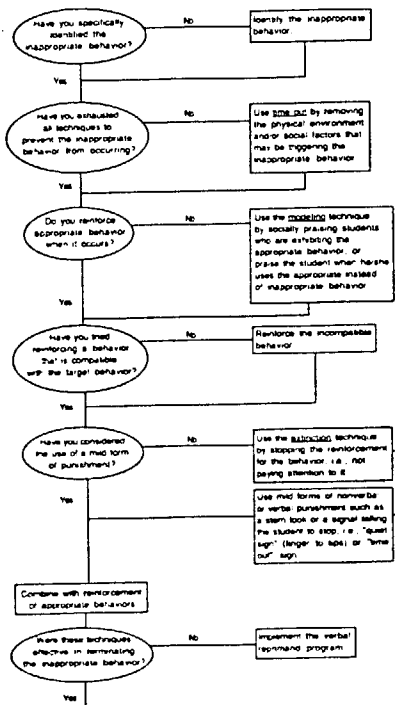 Have you specifically
identified the
inappropriate behavior?
No
Identify the inappropriate
behavior.
Yes
Have you exhausted
all techniques to
prevent the inappropriate
behavior from occurring?
No
Use time out by removing
the physical environment
and/or social factors that
may be triggering the
inappropriate behavior
Yes
Do you reinforce
appropriate behavior
when it occurs?
No
Use the modeling technique
by socially praising students
who are exhibiting the
appropriate behavior, or
praise the student when he/she
uses the appropriate instead
of inappropriate behavior
Yes
Have you tried
reinforcing a behavior
that is compatible
with the target behavior?
No
Reinforce the incompatible
behavior
Yes
Have you considered
the use of a mild form
of punishment?
No
Use the extinction technique
by stopping the reinforcement
for the behavior, i.e., not
paying attention to it
Yes
Use mild forms of nonverbal
or verbal punishment such as
a stern look or a signal telling
the student to stop, i.e., "quiet
sign" (finger to lips) or "time
out" sign
Combine with reinforcement
of appropriate behaviors
Are these techniques
effective in terminating
the inappropriate behavior?
No
Implement the verbal
reprimand program
Yes